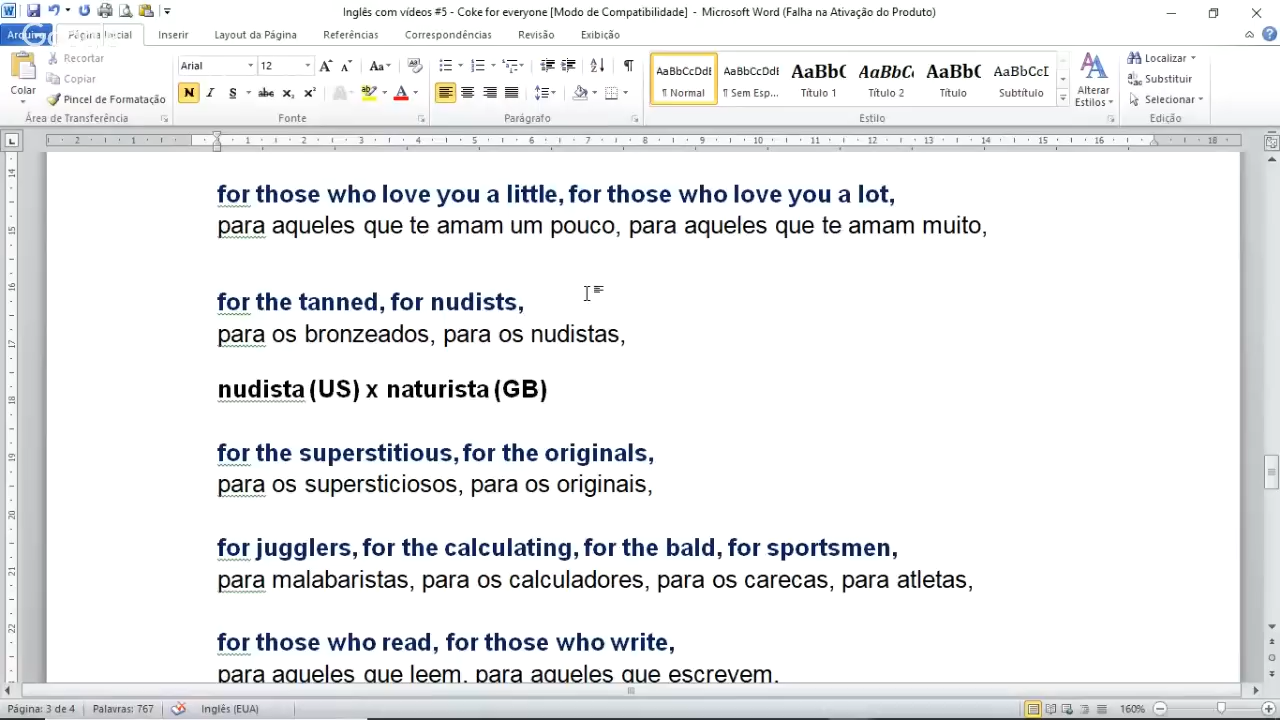 Inglês com vídeos #5 - Coke for everyone [Modo de Compatibilidade] - Microsoft Word (Falha na Ativação do Produto)
Inserir Layout da Página Referências Correspondências Revisão Exibição
Recortar
Copiar
Pincel de Formatação
Colar
Área de Transferência
Arial 12
Fonte
Parágrafo
AaBbCcDdI AaBbCcDdI AaBbC AaBbCc AaBbC AaBbCcI
¶ Normal ¶ Sem Esp... Título 1 Título 2 Título Subtítulo
Alterar Estilos
Estilo
Localizar
Substituir
Selecionar
Edição
for those who love you a little, for those who love you a lot,
para aqueles que te amam um pouco, para aqueles que te amam muito,
for the tanned, for nudists,
para os bronzeados, para os nudistas,
nudista (US) x naturista (GB)
for the superstitious, for the originals,
para os supersticiosos, para os originais,
for jugglers, for the calculating, for the bald, for sportsmen,
para malabaristas, para os calculadores, para os carecas, para atletas,
for those who read, for those who write,
para aqueles que leem, para aqueles que escrevem,
Página: 3 de 4 Palavras: 767 Inglês (EUA) 160%